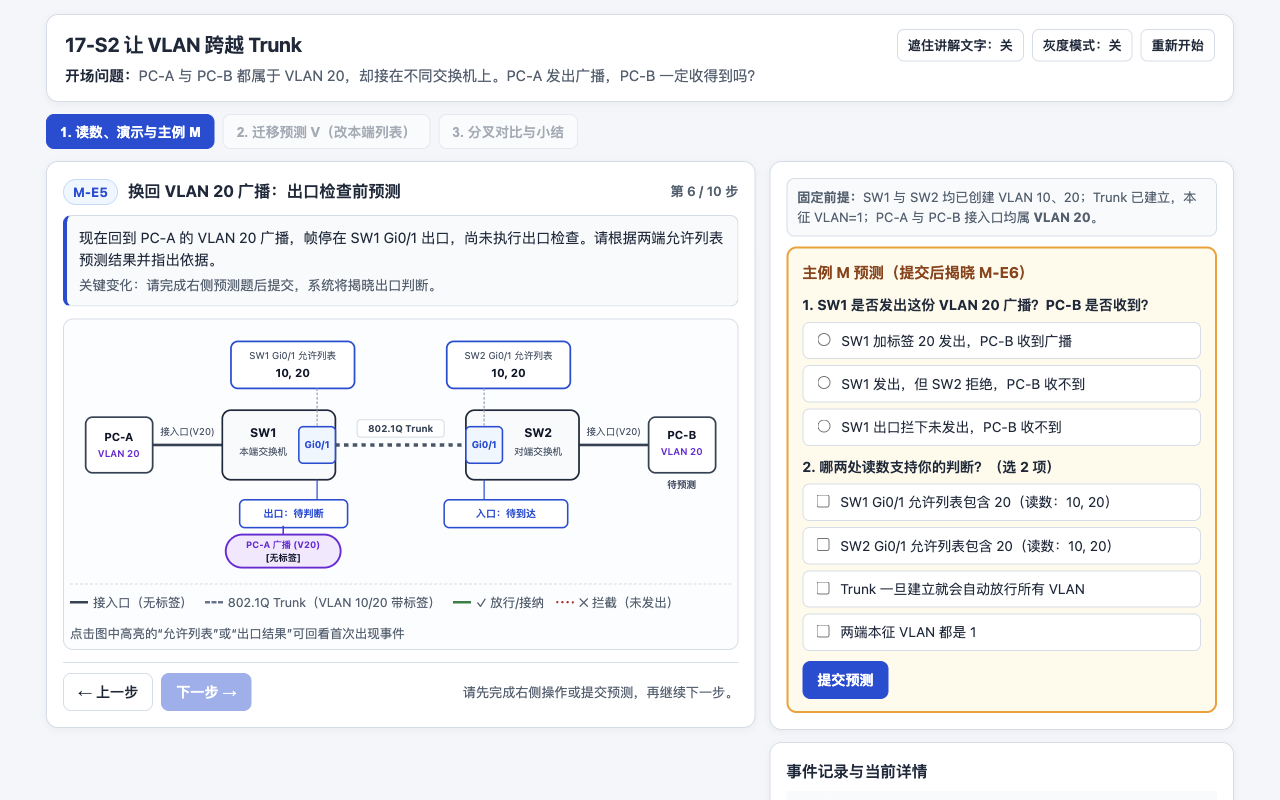 17-S2 让 VLAN 跨越 Trunk
遮住讲解文字：关
灰度模式：关
重新开始
开场问题：PC-A 与 PC-B 都属于 VLAN 20，却接在不同交换机上。PC-A 发出广播，PC-B 一定收得到吗？
1. 读数、演示与主例 M
2. 迁移预测 V（改本端列表）
3. 分叉对比与小结
M-E5
换回 VLAN 20 广播：出口检查前预测
第 6 / 10 步
现在回到 PC-A 的 VLAN 20 广播，帧停在 SW1 Gi0/1 出口，尚未执行出口检查。请根据两端允许列表
预测结果并指出依据。
关键变化：请完成右侧预测题后提交，系统将揭晓出口判断。
SW1 Gi0/1 允许列表
10, 20
SW2 Gi0/1 允许列表
10, 20
PC-A
VLAN 20
接入口(V20)
SW1
本端交换机
Gi0/1
802.1Q Trunk
Gi0/1
SW2
对端交换机
接入口(V20)
PC-B
VLAN 20
待预测
出口：待判断
入口：待到达
PC-A 广播 (V20)
[无标签]
接入口（无标签）
802.1Q Trunk（VLAN 10/20 带标签）
✓ 放行/接纳
✕ 拦截（未发出）
点击图中高亮的“允许列表”或“出口结果”可回看首次出现事件
← 上一步
下一步 →
请先完成右侧操作或提交预测，再继续下一步。
固定前提：SW1 与 SW2 均已创建 VLAN 10、20；Trunk 已建立，本
征 VLAN=1；PC-A 与 PC-B 接入口均属 VLAN 20。
主例 M 预测（提交后揭晓 M-E6）
1. SW1 是否发出这份 VLAN 20 广播？PC-B 是否收到？
SW1 加标签 20 发出，PC-B 收到广播
SW1 发出，但 SW2 拒绝，PC-B 收不到
SW1 出口拦下未发出，PC-B 收不到
2. 哪两处读数支持你的判断？（选 2 项）
SW1 Gi0/1 允许列表包含 20（读数：10, 20）
SW2 Gi0/1 允许列表包含 20（读数：10, 20）
Trunk 一旦建立就会自动放行所有 VLAN
两端本征 VLAN 都是 1
提交预测
事件记录与当前详情